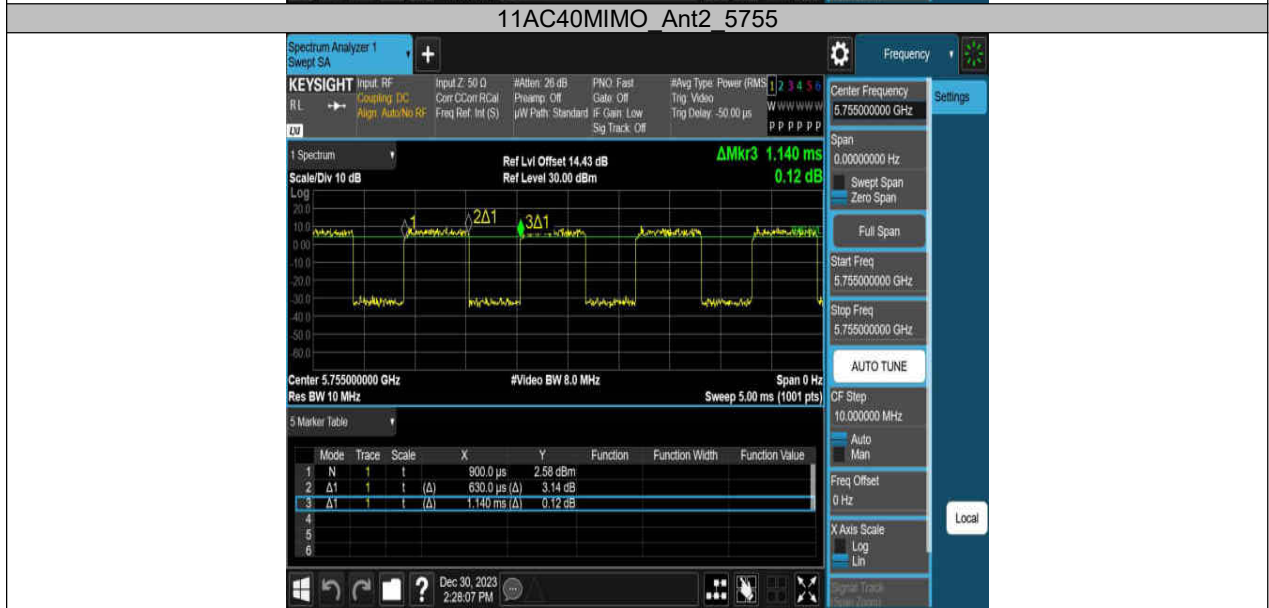 11AC40MIMO_Ant2_5755
Spectrum Analyzer 1
Swept SA
+
Frequency
KEYSIGHT
RL
Input: RF
Coupling: DC
Align: Auto/No RF
Input Z: 50 Ω
Corr CCorr RCal
Freq Ref: Int (S)
#Atten: 26 dB
Preamp: Off
µW Path: Standard
PNO: Fast
Gate: Off
IF Gain: Low
Sig Track: Off
#Avg Type: Power (RMS
Trig: Video
Trig Delay: -50.00 µs
1 2 3 4 5 6
W W W W W W
P P P P P P
Center Frequency
5.755000000 GHz
Settings
Span
0.00000000 Hz
Swept Span
Zero Span
Full Span
Start Freq
5.755000000 GHz
Stop Freq
5.755000000 GHz
AUTO TUNE
CF Step
10.000000 MHz
Auto
Man
Freq Offset
0 Hz
X Axis Scale
Log
Lin
Signal Track
(Span Zoom)
Local
1 Spectrum
Scale/Div 10 dB
Ref Lvl Offset 14.43 dB
Ref Level 30.00 dBm
ΔMkr3 1.140 ms
0.12 dB
Log
20.0
10.0
0.00
-10.0
-20.0
-30.0
-40.0
-50.0
-60.0
1
2Δ1
3Δ1
Center 5.755000000 GHz
#Video BW 8.0 MHz
Span 0 Hz
Res BW 10 MHz
Sweep 5.00 ms (1001 pts)
5 Marker Table
Mode Trace Scale X Y Function Function Width Function Value
1 N 1 t 900.0 µs 2.58 dBm
2 Δ1 1 t (Δ) 630.0 µs (Δ) 3.14 dB
3 Δ1 1 t (Δ) 1.140 ms (Δ) 0.12 dB
4
5
6
? Dec 30, 2023
2:28:07 PM